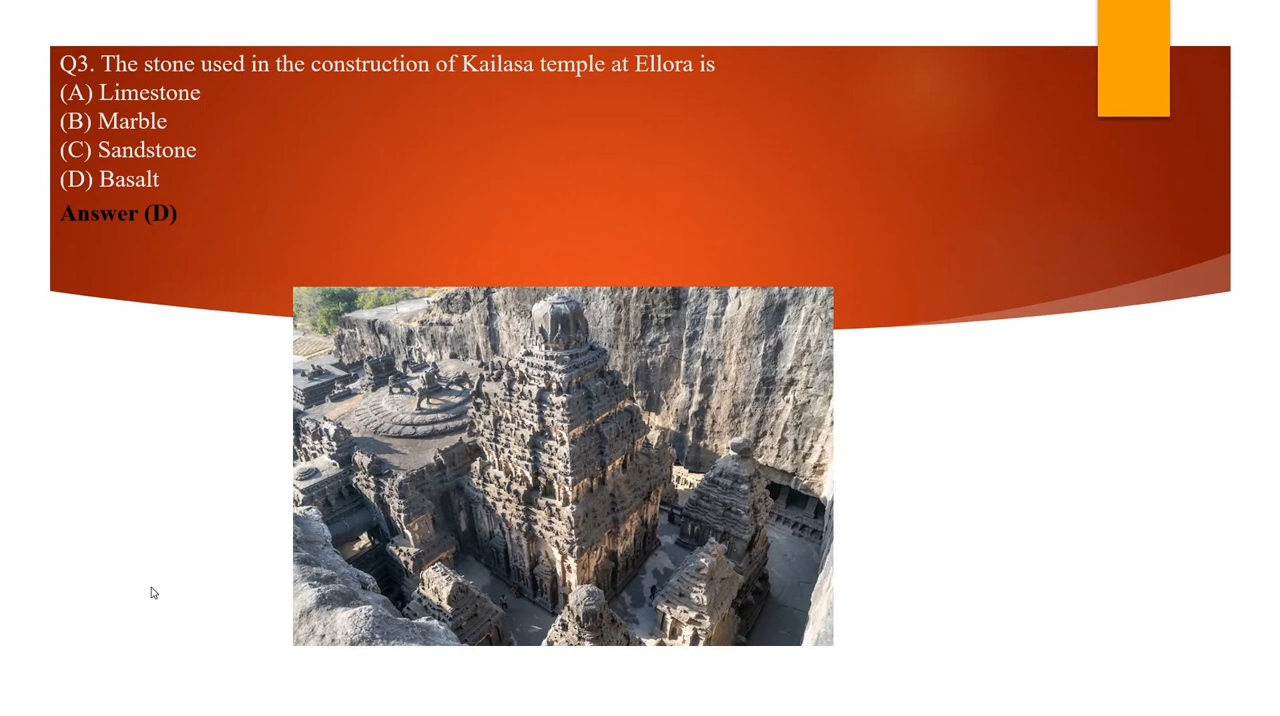 Q3. The stone used in the construction of Kailasa temple at Ellora is
(A) Limestone
(B) Marble
(C) Sandstone
(D) Basalt
Answer (D)